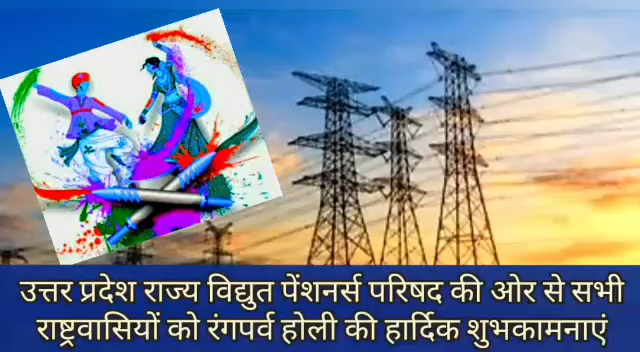 उत्तर प्रदेश राज्य विद्युत पेंशनर्स परिषद की ओर से सभी
राष्ट्रवासियों को रंगपर्व होली की हार्दिक शुभकामनाएं